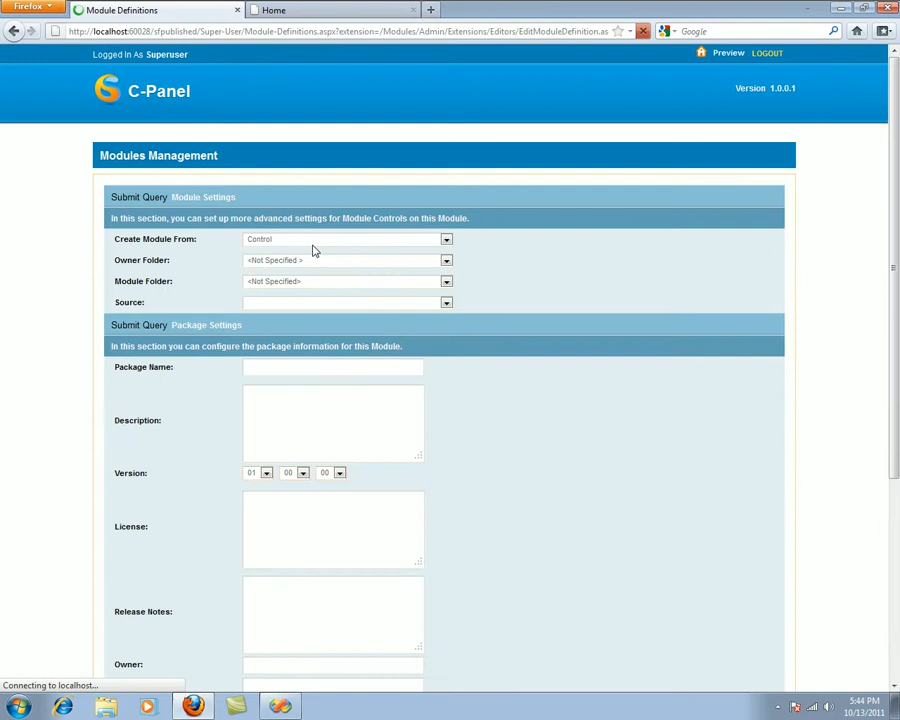 Firefox
Module Definitions
Home
http://localhost:60028/sfpublished/Super-User/Module-Definitions.aspx?extension=/Modules/Admin/Extensions/Editors/EditModuleDefinition.as
Google
Logged In As Superuser
Preview LOGOUT
C-Panel
Version 1.0.0.1
Modules Management
Submit Query Module Settings
In this section, you can set up more advanced settings for Module Controls on this Module.
Create Module From: Control
Owner Folder: <Not Specified >
Module Folder: <Not Specified>
Source:
Submit Query Package Settings
In this section you can configure the package information for this Module.
Package Name:
Description:
Version: 01 00 00
License:
Release Notes:
Owner:
Connecting to localhost...
5:44 PM
10/13/2011